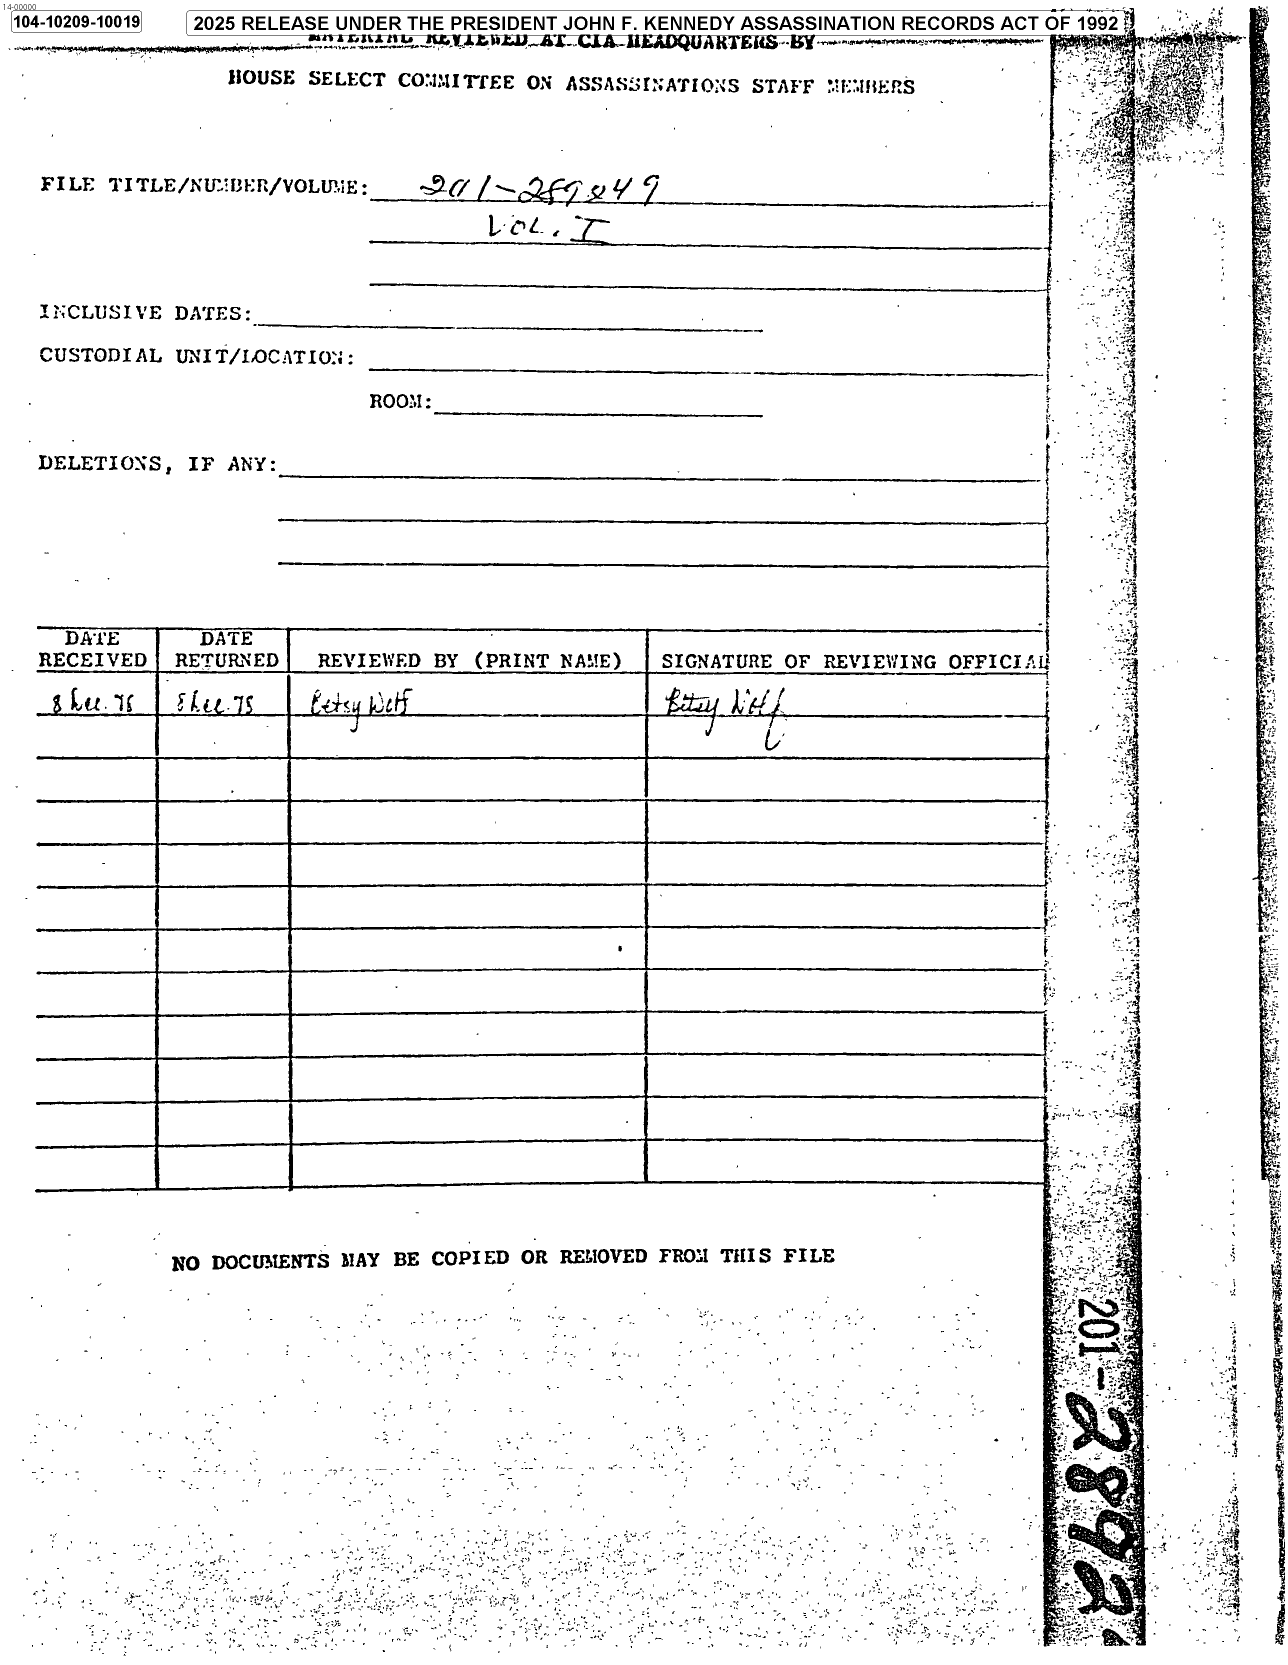 14-00000
104-10209-10019
2025 RELEASE UNDER THE PRESIDENT JOHN F. KENNEDY ASSASSINATION RECORDS ACT OF 1992
MATERIAL REVIEWED AT CIA HEADQUARTERS BY
HOUSE SELECT COMMITTEE ON ASSASSINATIONS STAFF MEMBERS
FILE TITLE/NUMBER/VOLUME: 201-289249
VOL. I
INCLUSIVE DATES:
CUSTODIAL UNIT/LOCATION:
ROOM:
DELETIONS, IF ANY:
DATE RECEIVED DATE RETURNED REVIEWED BY (PRINT NAME) SIGNATURE OF REVIEWING OFFICIAL
8 Dec. 78 8 Dec. 78 Betsy Wolf Betsy Wolf
NO DOCUMENTS MAY BE COPIED OR REMOVED FROM THIS FILE
201-2892